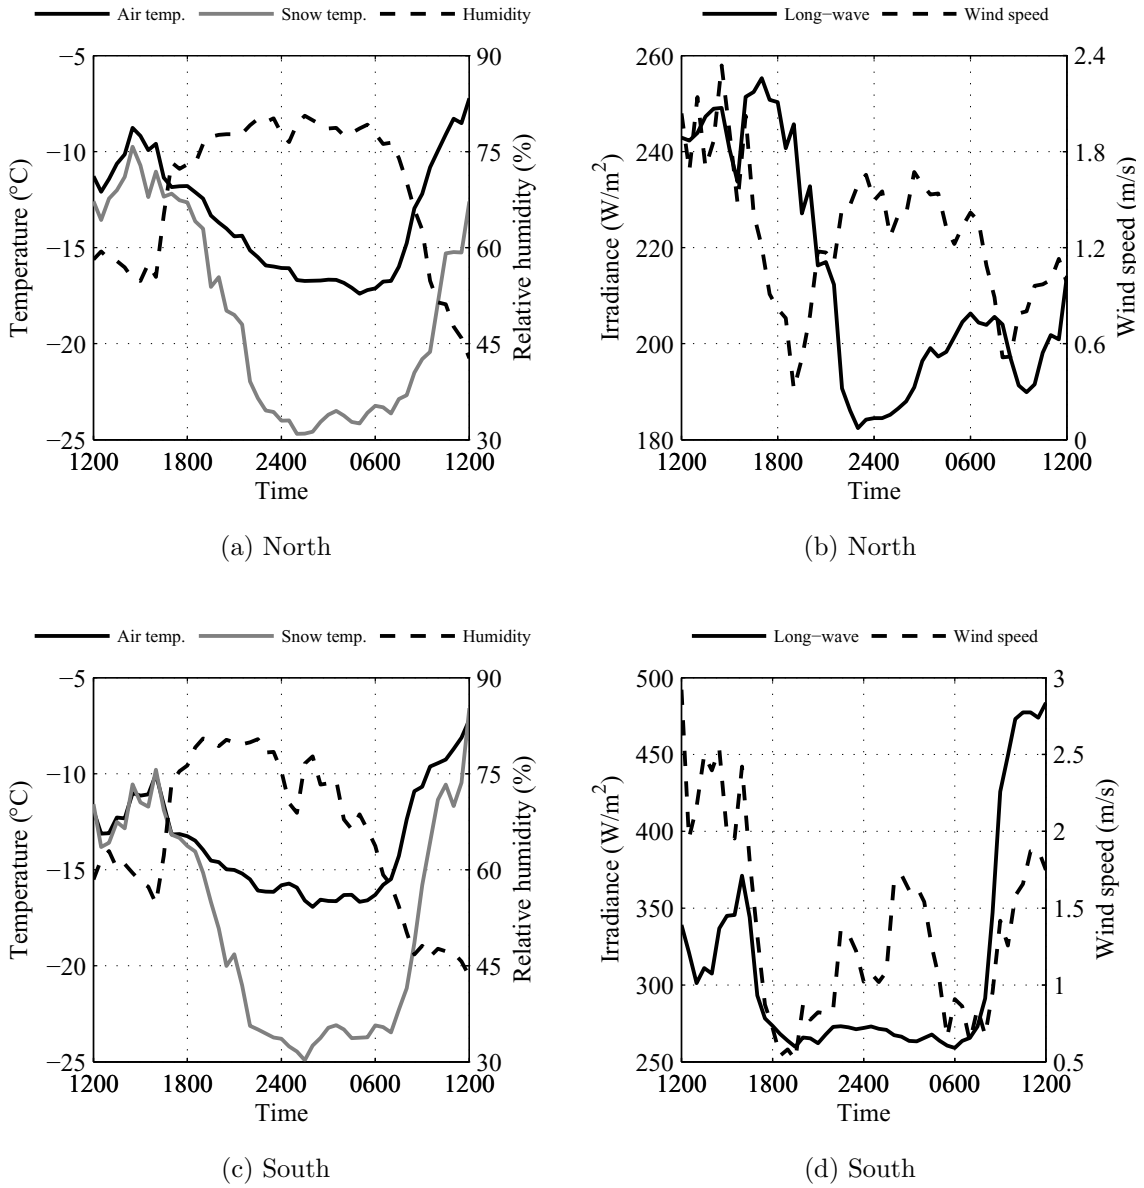 Air temp. Snow temp. Humidity
Long−wave Wind speed
−5
−10
−15
−20
−25
Temperature (°C)
90
75
60
45
30
Relative humidity (%)
1200 1800 2400 0600 1200
Time
(a) North
260
240
220
200
180
Irradiance (W/m²)
2.4
1.8
1.2
0.6
0
Wind speed (m/s)
1200 1800 2400 0600 1200
Time
(b) North
Air temp. Snow temp. Humidity
Long−wave Wind speed
−5
−10
−15
−20
−25
Temperature (°C)
90
75
60
45
30
Relative humidity (%)
1200 1800 2400 0600 1200
Time
(c) South
500
450
400
350
300
250
Irradiance (W/m²)
3
2.5
2
1.5
1
0.5
Wind speed (m/s)
1200 1800 2400 0600 1200
Time
(d) South